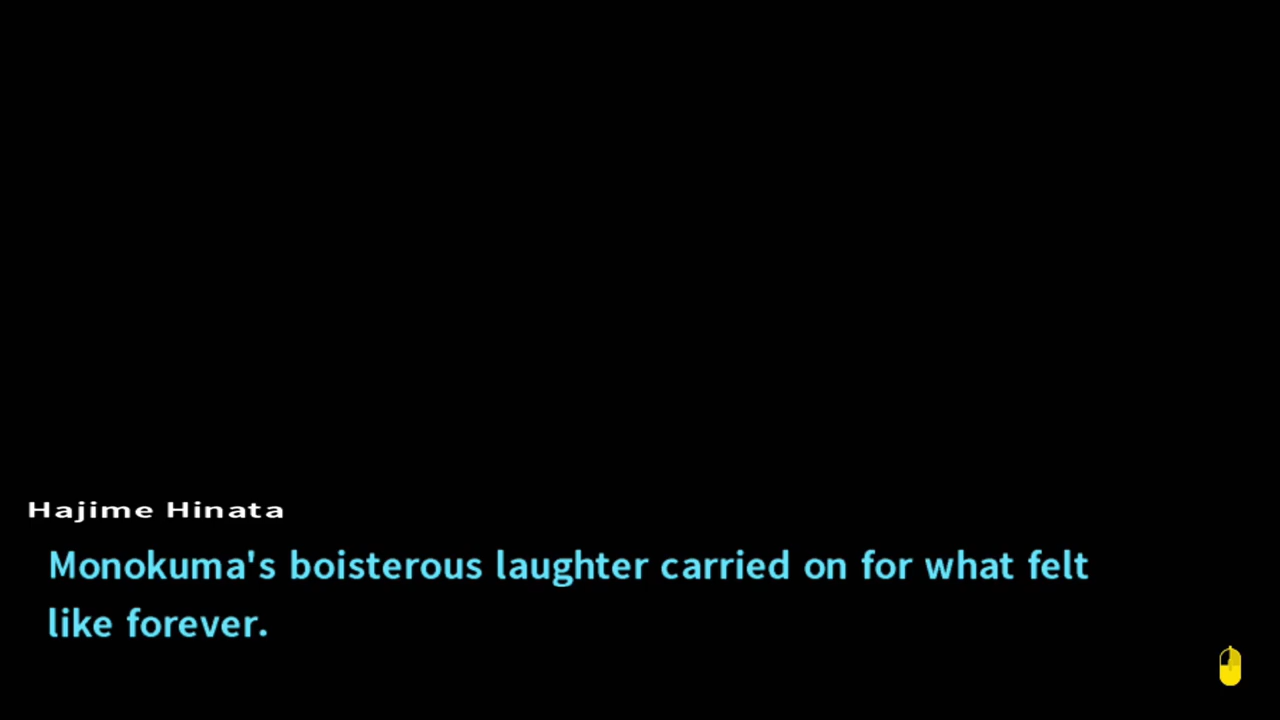 Hajime Hinata
Monokuma's boisterous laughter carried on for what felt
like forever.